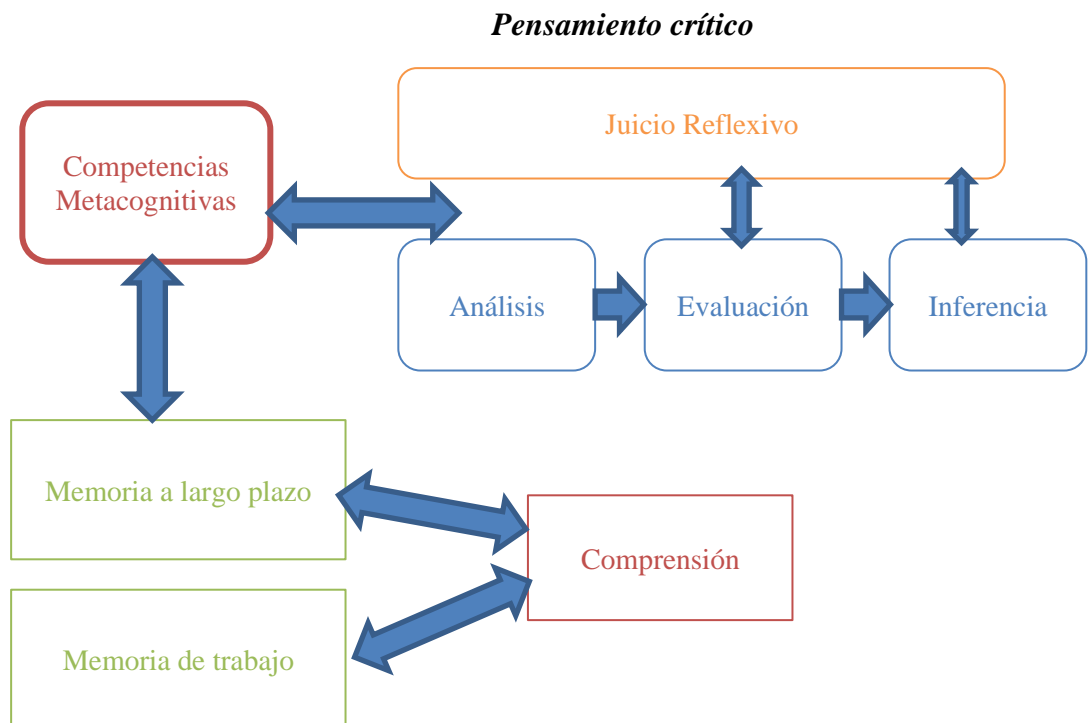 Pensamiento crítico
Juicio Reflexivo
Competencias
Metacognitivas
Análisis
Evaluación
Inferencia
Memoria a largo plazo
Comprensión
Memoria de trabajo